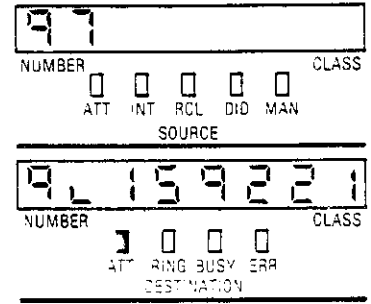 97
NUMBER CLASS
ATT INT RCL DID MAN
SOURCE
9L 159221
NUMBER CLASS
ATT RING BUSY ERR
DESTINATION